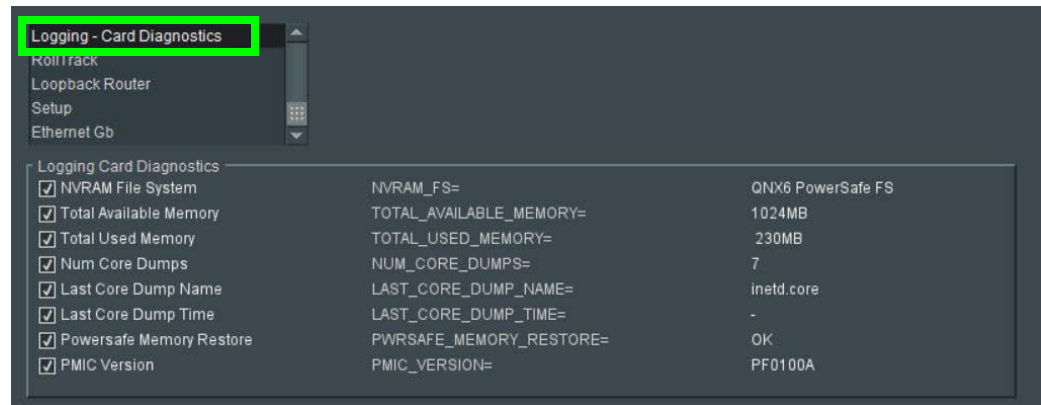 Logging - Card Diagnostics
RollTrack
Loopback Router
Setup
Ethernet Gb
Logging Card Diagnostics
NVRAM File System NVRAM_FS= QNX6 PowerSafe FS
Total Available Memory TOTAL_AVAILABLE_MEMORY= 1024MB
Total Used Memory TOTAL_USED_MEMORY= 230MB
Num Core Dumps NUM_CORE_DUMPS= 7
Last Core Dump Name LAST_CORE_DUMP_NAME= inetd.core
Last Core Dump Time LAST_CORE_DUMP_TIME= -
Powersafe Memory Restore PWRSAFE_MEMORY_RESTORE= OK
PMIC Version PMIC_VERSION= PF0100A